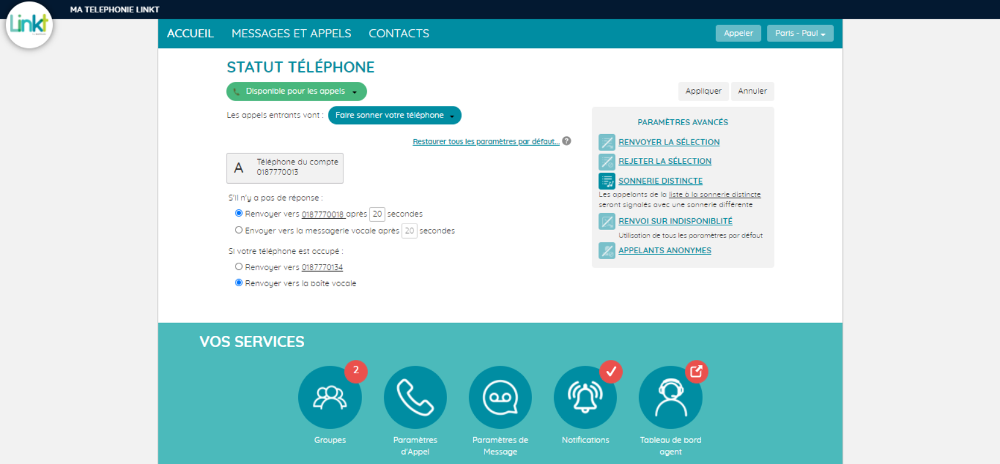 MA TELEPHONIE LINKT
Linkt
ACCUEIL MESSAGES ET APPELS CONTACTS Appeler Paris - Paul
STATUT TÉLÉPHONE
Disponible pour les appels
Appliquer Annuler
Les appels entrants vont : Faire sonner votre téléphone
Restaurer tous les paramètres par défaut... ?
A Téléphone du compte
0187770013
S'il n'y a pas de réponse :
Renvoyer vers 0187770018 après 20 secondes
Envoyer vers la messagerie vocale après 20 secondes
Si votre téléphone est occupé :
Renvoyer vers 0187770134
Renvoyer vers la boîte vocale
PARAMÈTRES AVANCÉS
RENVOYER LA SÉLECTION
REJETER LA SÉLECTION
SONNERIE DISTINCTE
Les appelants de la liste à la sonnerie distincte
seront signalés avec une sonnerie différente
RENVOI SUR INDISPONIBLITÉ
Utilisation de tous les paramètres par défaut
APPELANTS ANONYMES
VOS SERVICES
2
Groupes
Paramètres
d'Appel
Paramètres de
Message
Notifications
Tableau de bord
agent